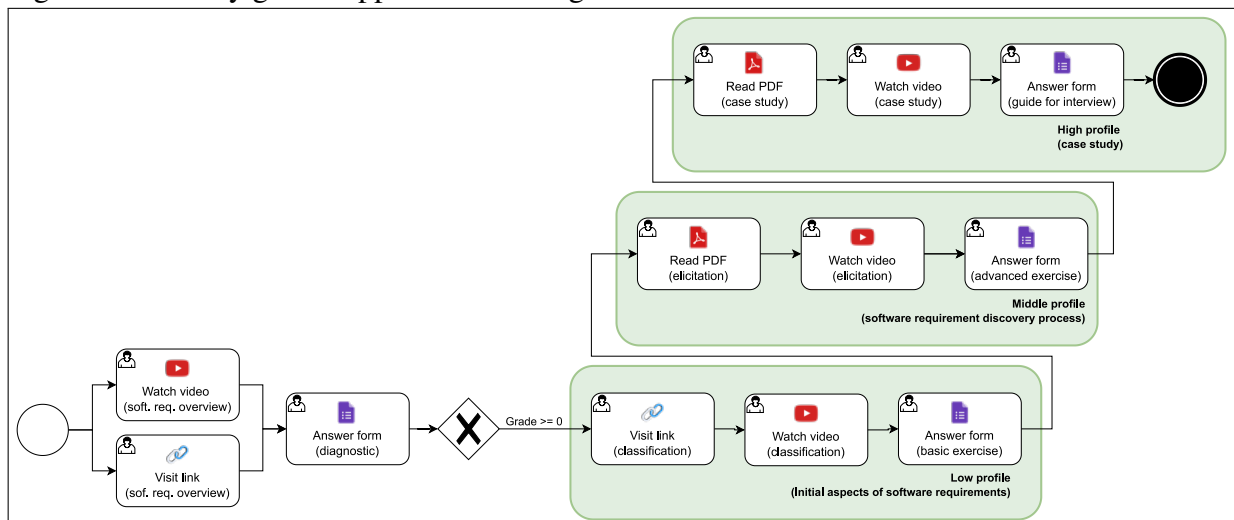 Read PDF
(case study)
Watch video
(case study)
Answer form
(guide for interview)
High profile
(case study)
Read PDF
(elicitation)
Watch video
(elicitation)
Answer form
(advanced exercise)
Middle profile
(software requirement discovery process)
Watch video
(soft. req. overview)
Visit link
(sof. req. overview)
Answer form
(diagnostic)
Grade >= 0
Visit link
(classification)
Watch video
(classification)
Answer form
(basic exercise)
Low profile
(Initial aspects of software requirements)